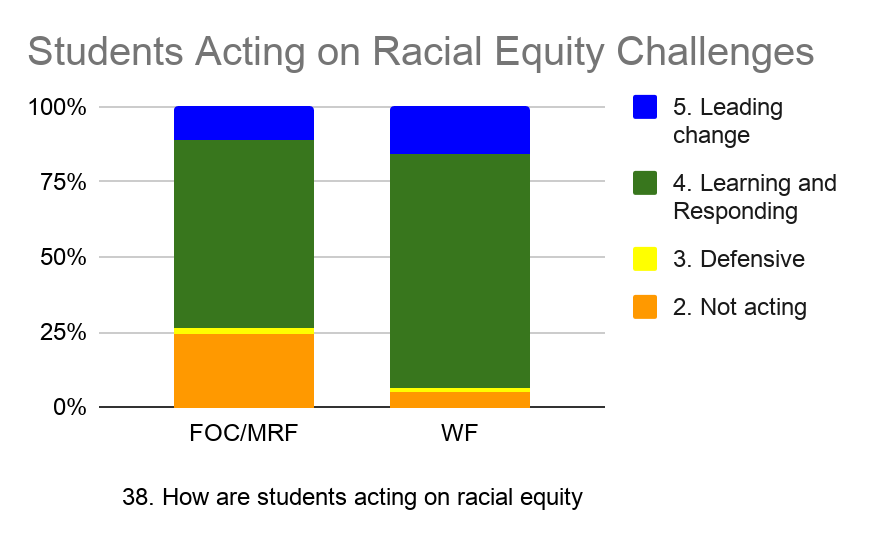 Students Acting on Racial Equity Challenges
100%
75%
50%
25%
0%
FOC/MRF
WF
38. How are students acting on racial equity
5. Leading
change
4. Learning and
Responding
3. Defensive
2. Not acting